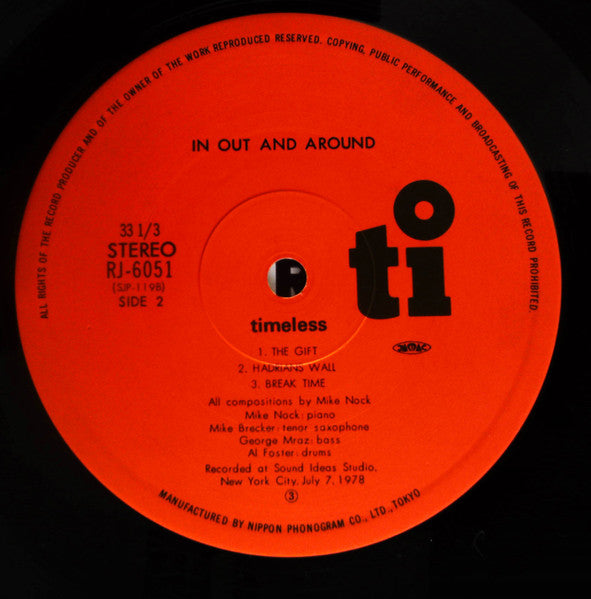 ALL RIGHTS OF THE RECORD PRODUCER AND OF THE OWNER OF THE WORK REPRODUCED RESERVED. COPYING, PUBLIC PERFORMANCE AND BROADCASTING OF THIS RECORD PROHIBITED.
IN OUT AND AROUND
33 1/3
STEREO
RJ-6051
(SJP-119B)
SIDE 2
ti
timeless
1. THE GIFT
2. HADRIANS WALL
3. BREAK TIME
All compositions by Mike Nock
Mike Nock: piano
Mike Brecker: tenor saxophone
George Mraz: bass
Al Foster: drums
Recorded at Sound Ideas Studio,
New York City, July 7, 1978
3
MANUFACTURED BY NIPPON PHONOGRAM CO., LTD., TOKYO